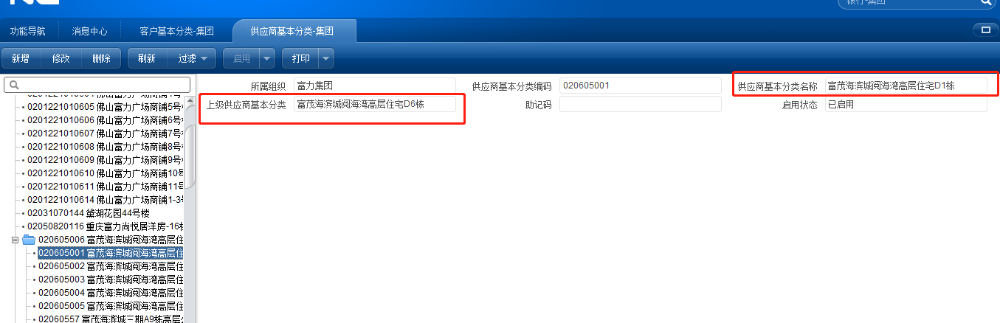 银行-集团
功能导航 消息中心 客户基本分类-集团 供应商基本分类-集团
新增 修改 删除 刷新 过滤 启用 打印
所属组织 富力集团 供应商基本分类编码 020605001 供应商基本分类名称 富茂海滨城阅海湾高层住宅D1栋
上级供应商基本分类 富茂海滨城阅海湾高层住宅D6栋 助记码 启用状态 已启用
0201221010605 佛山富力广场商铺5号
0201221010606 佛山富力广场商铺6号
0201221010607 佛山富力广场商铺7号
0201221010608 佛山富力广场商铺8号
0201221010609 佛山富力广场商铺9号
0201221010610 佛山富力广场商铺10号
0201221010611 佛山富力广场商铺11号
0201221010614 佛山富力广场商铺1-3号
02031070144 黛湖花园44号楼
02050820116 重庆富力尚悦居洋房-16栋
020605006 富茂海滨城阅海湾高层住
020605001 富茂海滨城阅海湾高层住
020605002 富茂海滨城阅海湾高层住
020605003 富茂海滨城阅海湾高层住
020605004 富茂海滨城阅海湾高层住
020605005 富茂海滨城阅海湾高层住
02060557 富茂海滨城三期A9栋高层